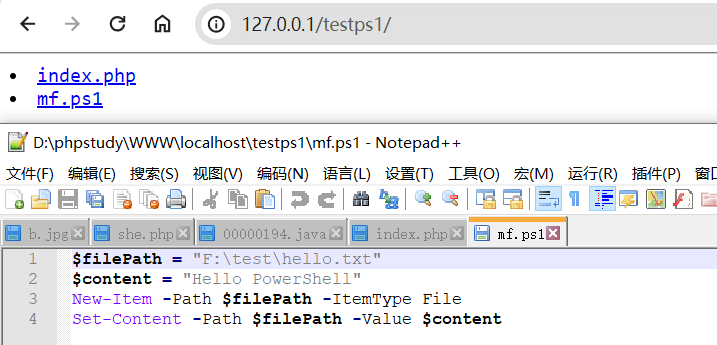 127.0.0.1/testps1/
index.php
mf.ps1
D:\phpstudy\WWW\localhost\testps1\mf.ps1 - Notepad++
文件(F) 编辑(E) 搜索(S) 视图(V) 编码(N) 语言(L) 设置(T) 工具(O) 宏(M) 运行(R) 插件(P) 窗口
b.jpg she.php 00000194.java index.php mf.ps1
1 $filePath = "F:\test\hello.txt"
2 $content = "Hello PowerShell"
3 New-Item -Path $filePath -ItemType File
4 Set-Content -Path $filePath -Value $content